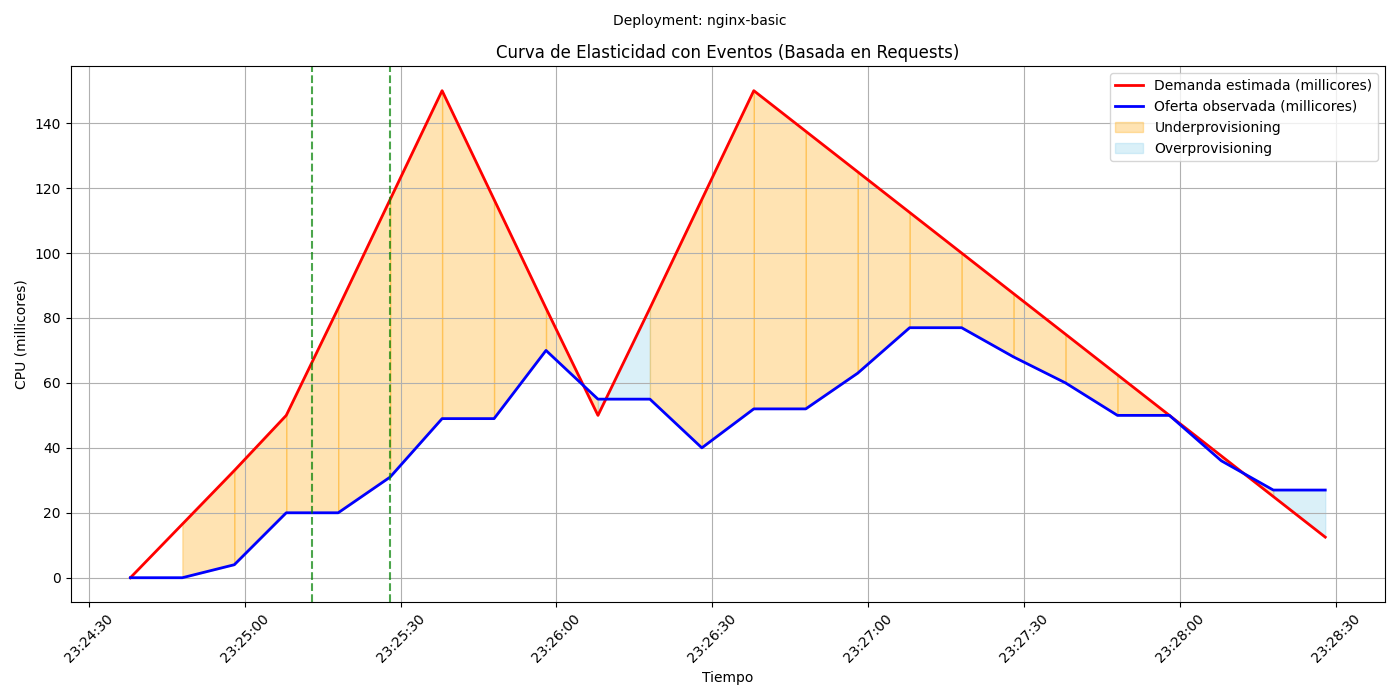 Deployment: nginx-basic
Curva de Elasticidad con Eventos (Basada en Requests)
Demanda estimada (millicores)
Oferta observada (millicores)
Underprovisioning
Overprovisioning
CPU (millicores)
140
120
100
80
60
40
20
0
23:24:30
23:25:00
23:25:30
23:26:00
23:26:30
23:27:00
23:27:30
23:28:00
23:28:30
Tiempo